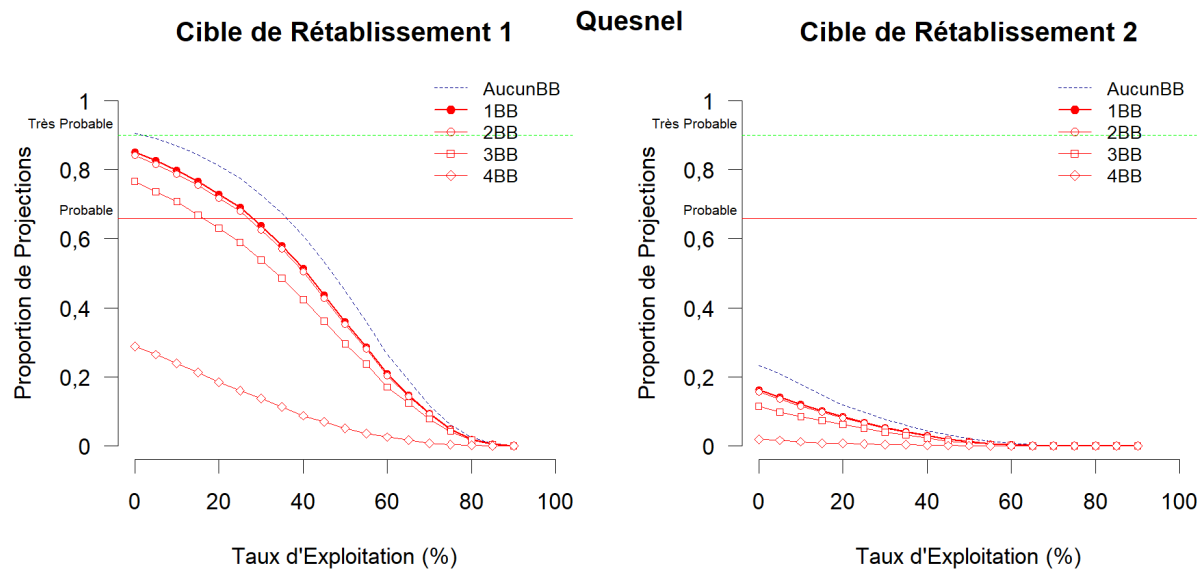 Quesnel
Cible de Rétablissement 1
AucunBB
1BB
2BB
3BB
4BB
1
0,8
0,6
0,4
0,2
0
Très Probable
Probable
Proportion de Projections
0 20 40 60 80 100
Taux d'Exploitation (%)
Cible de Rétablissement 2
AucunBB
1BB
2BB
3BB
4BB
1
0,8
0,6
0,4
0,2
0
Très Probable
Probable
Proportion de Projections
0 20 40 60 80 100
Taux d'Exploitation (%)